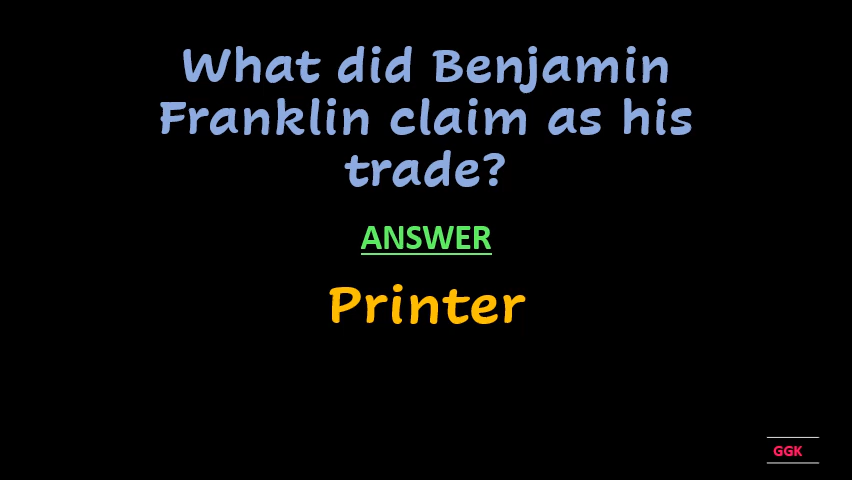 What did Benjamin
Franklin claim as his
trade?
ANSWER
Printer
GGK